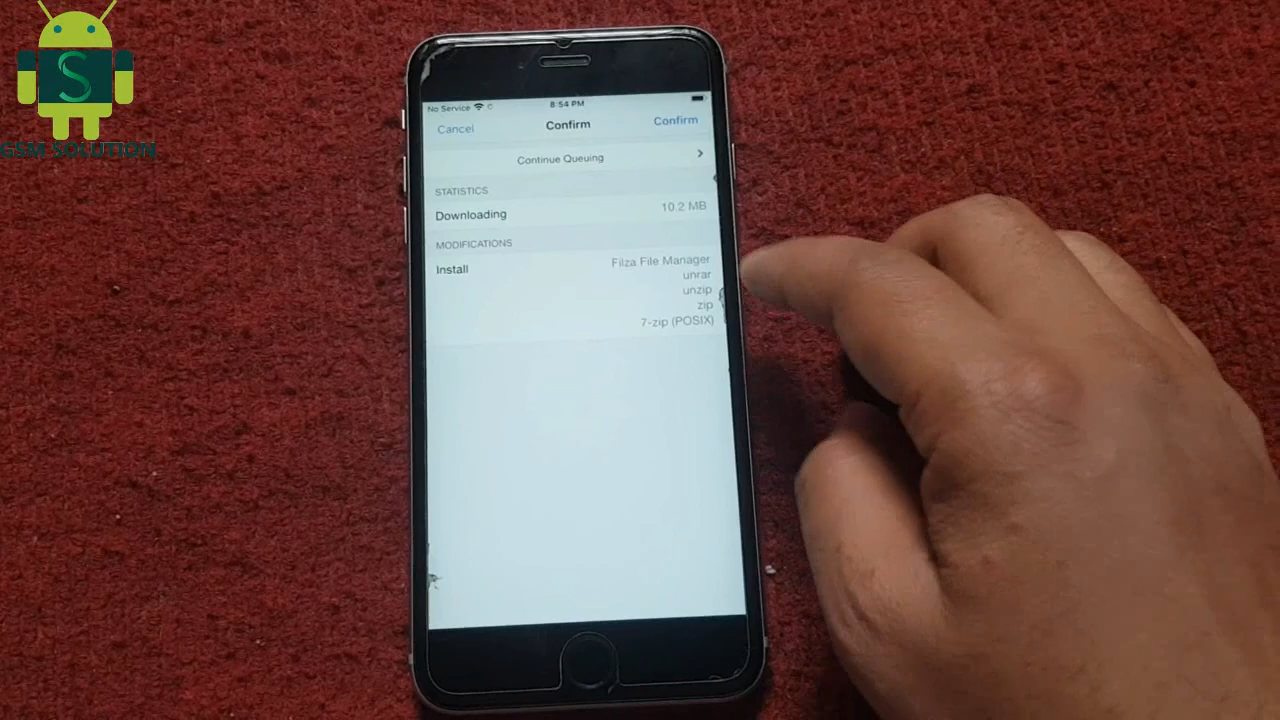 GSM SOLUTION
No Service
8:54 PM
Cancel
Confirm
Confirm
Continue Queuing
STATISTICS
Downloading
10.2 MB
MODIFICATIONS
Install
Filza File Manager
unrar
unzip
zip
7-zip (POSIX)